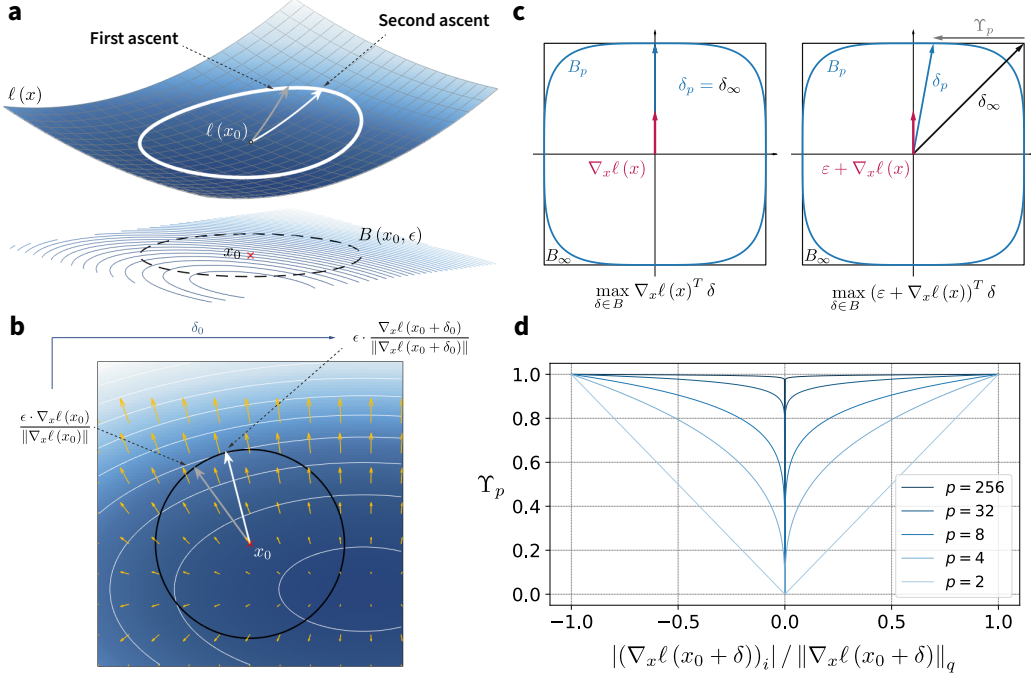 a
First ascent
Second ascent
ℓ(x)
ℓ(x₀)
B(x₀, ϵ)
x₀
b
δ₀
ϵ · ∇ₓℓ(x₀ + δ₀) / ‖∇ₓℓ(x₀ + δ₀)‖
ϵ · ∇ₓℓ(x₀) / ‖∇ₓℓ(x₀)‖
x₀
c
Bₚ
δₚ = δ∞
∇ₓℓ(x)
B∞
max δ∈B ∇ₓℓ(x)ᵀ δ
Υₚ
Bₚ
δₚ
δ∞
ε + ∇ₓℓ(x)
B∞
max δ∈B (ε + ∇ₓℓ(x))ᵀ δ
d
Υₚ
1.0
0.8
0.6
0.4
0.2
0.0
p = 256
p = 32
p = 8
p = 4
p = 2
−1.0 −0.5 0.0 0.5 1.0
|(∇ₓℓ(x₀ + δ))ᵢ| / ‖∇ₓℓ(x₀ + δ)‖_q